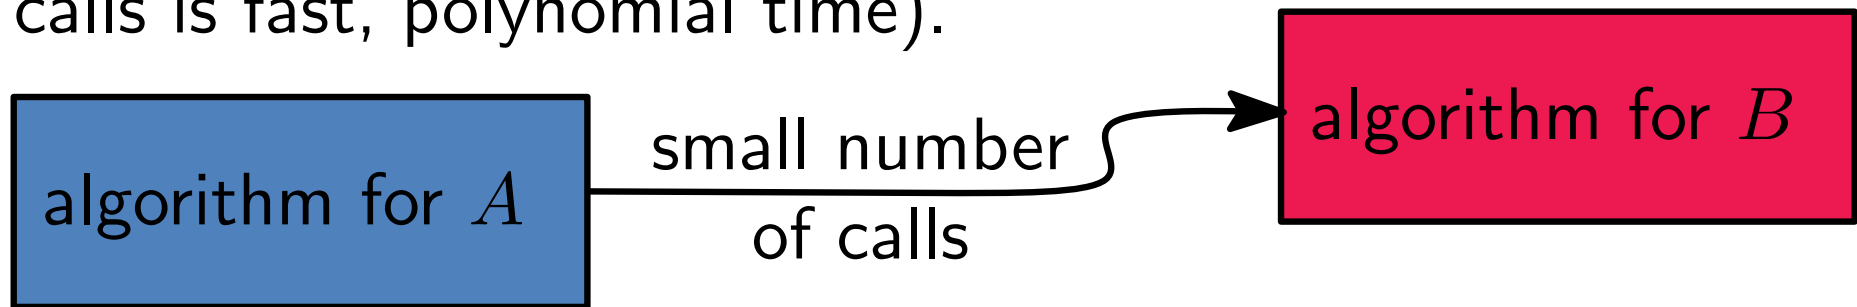 calls is fast, polynomial time).
algorithm for B
small number
algorithm for A
of calls